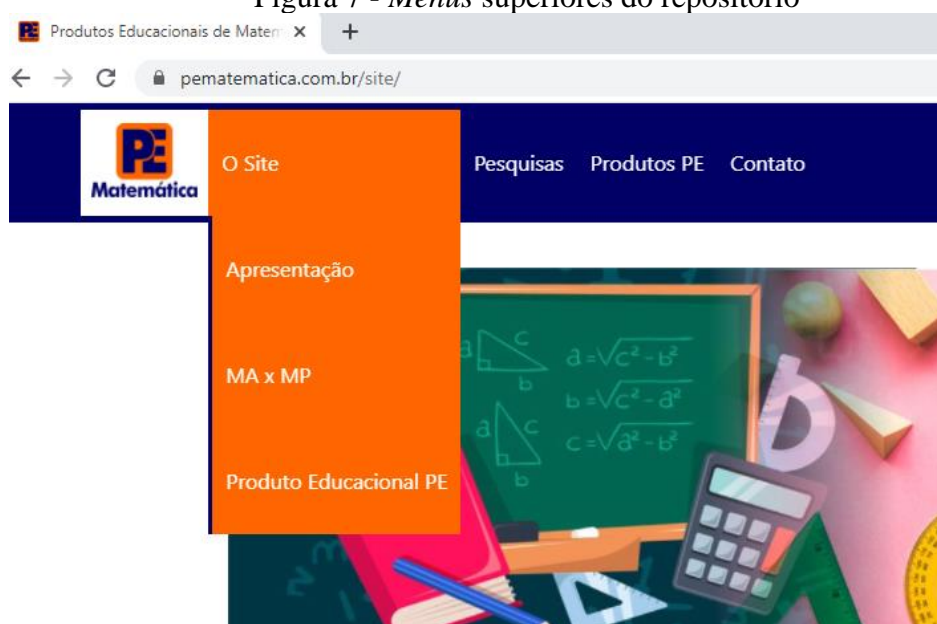 Figura 7 - Menus superiores do repositório
Produtos Educacionais de Matem
pematematica.com.br/site/
PE
Matemática
O Site
Pesquisas
Produtos PE
Contato
Apresentação
MA x MP
Produto Educacional PE
a c b
a=√c²-b²
b=√c²-a²
a c b
c=√a²-b²